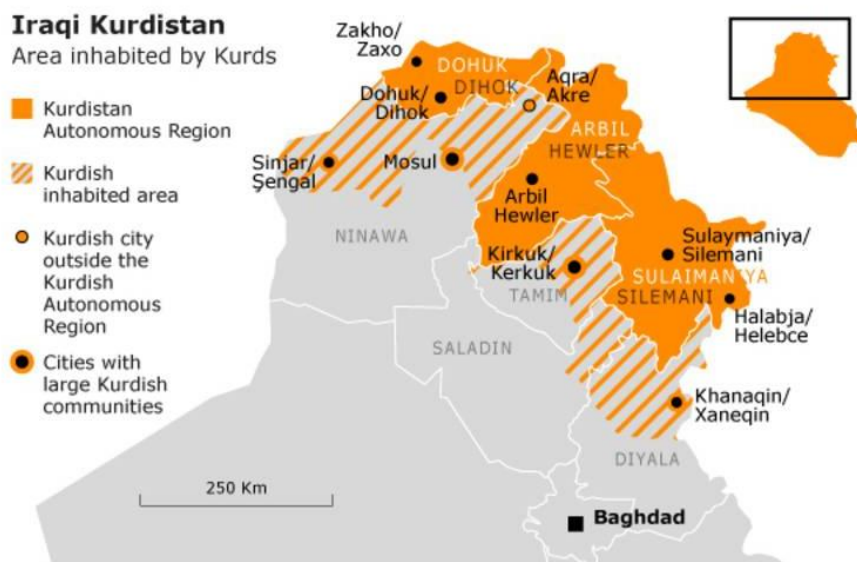 Iraqi Kurdistan
Area inhabited by Kurds
Kurdistan
Autonomous Region
Kurdish
inhabited area
Kurdish city
outside the
Kurdish
Autonomous
Region
Cities with
large Kurdish
communities
Zakho/
Zaxo
DOHUK
DIHOK
Dohuk/
Dihok
Aqra/
Akre
ARBIL
HEWLER
Sinjar/
Şengal
Mosul
Arbil
Hewler
NINAWA
Kirkuk/
Kerkuk
TAMIM
Sulaymaniya/
Silemani
SULAIMANIYA
SILEMANI
Halabja/
Helebce
SALADIN
Khanaqin/
Xaneqin
DIYALA
250 Km
Baghdad